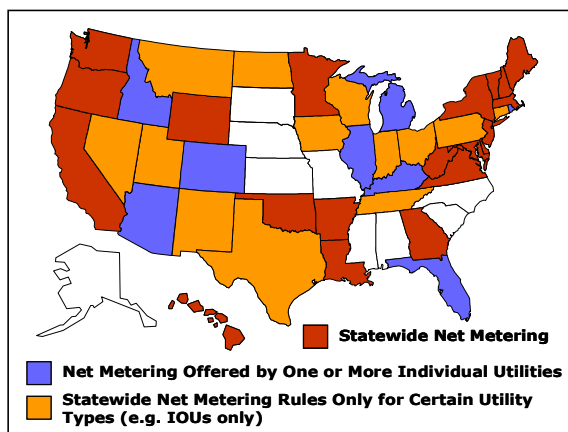 Statewide Net Metering
Net Metering Offered by One or More Individual Utilities
Statewide Net Metering Rules Only for Certain Utility
Types (e.g. IOUs only)